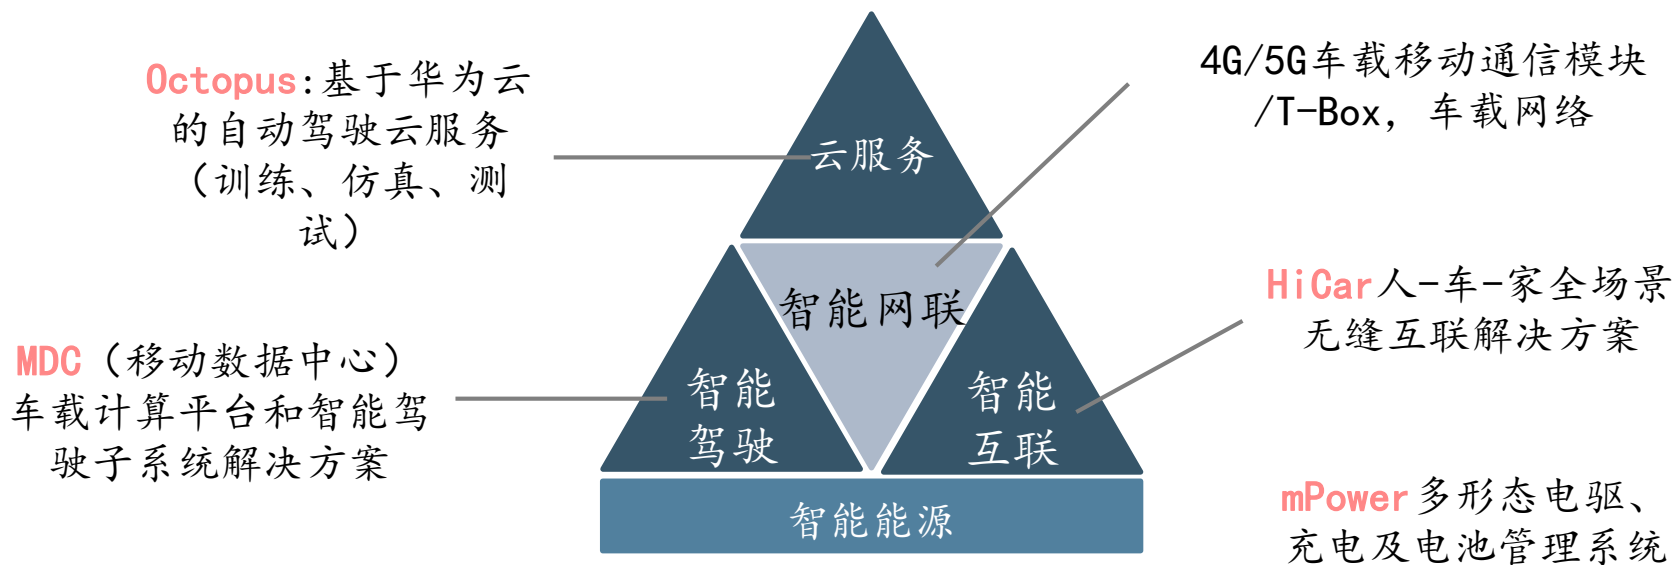 Octopus:基于华为云
的自动驾驶云服务
（训练、仿真、测
试）
4G/5G车载移动通信模块
/T-Box，车载网络
云服务
智能网联
HiCar人-车-家全场景
无缝互联解决方案
MDC（移动数据中心）
车载计算平台和智能驾
驶子系统解决方案
智能
驾驶
智能
互联
智能能源
mPower多形态电驱、
充电及电池管理系统